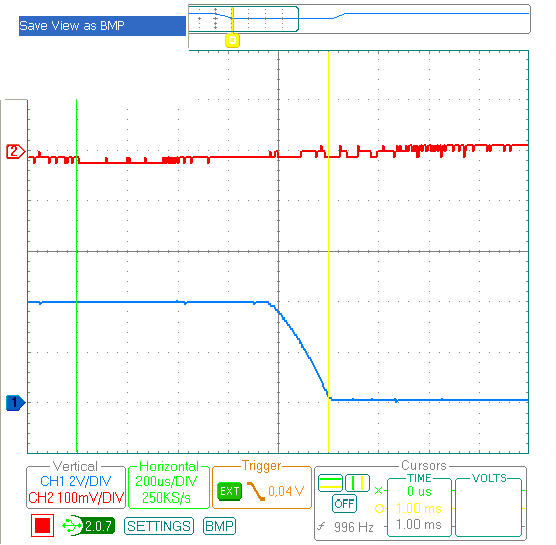 Save View as BMP
2
1
Vertical
CH1 2V/DIV
CH2 100mV/DIV
Horizontal
200us/DIV
250KS/s
Trigger
EXT 0,04 V
Cursors
TIME
X 0 us
O 1.00 ms
1.00 ms
OFF
f 996 Hz
VOLTS
2.0.7
SETTINGS
BMP